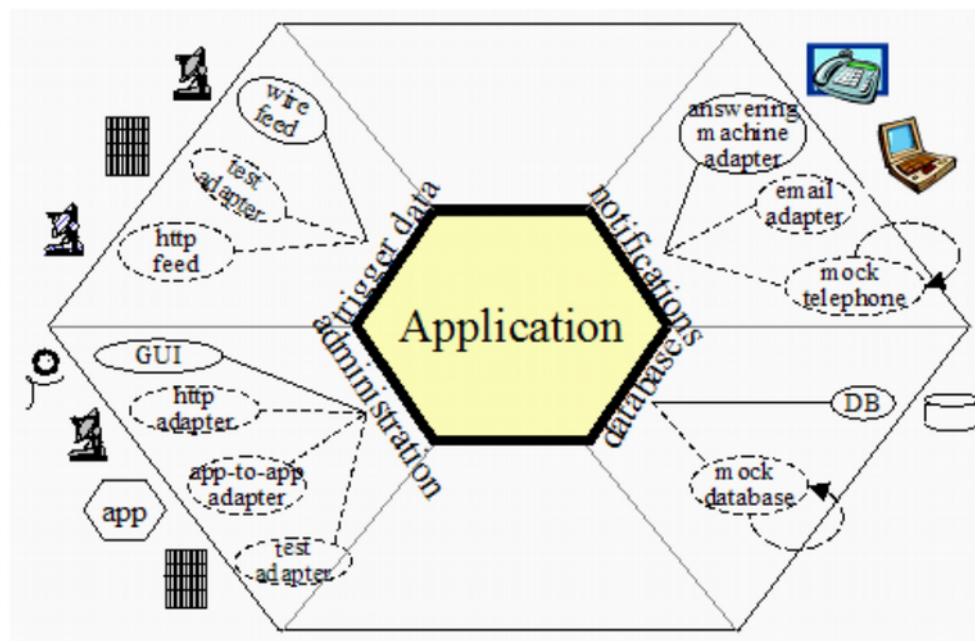 wire
feed
test
adapter
http
feed
trigger data
answering
machine
adapter
email
adapter
mock
telephone
notifications
Application
GUI
http
adapter
app-to-app
adapter
app
test
adapter
administration
database
DB
mock
database